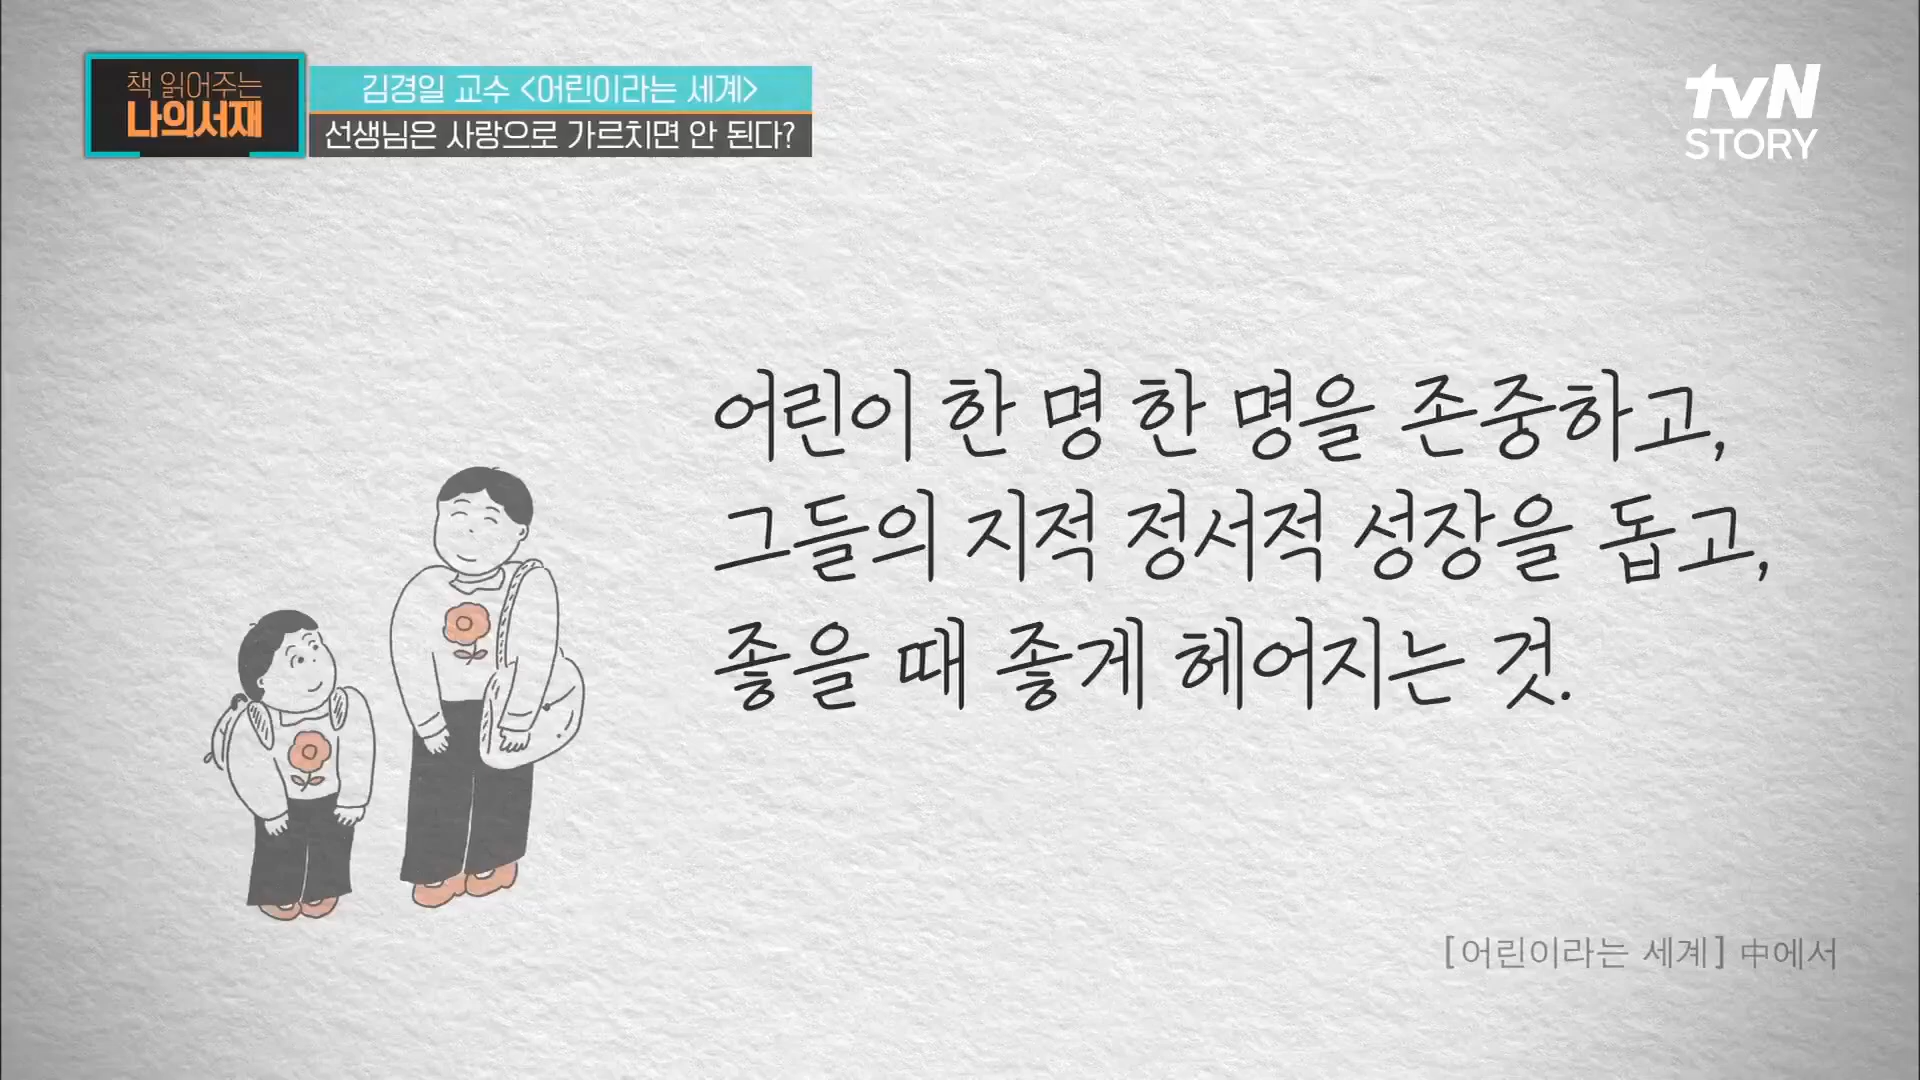 책 읽어주는
나의서재
김경일 교수 <어린이라는 세계>
선생님은 사랑으로 가르치면 안 된다?
tvN
STORY
어린이 한 명 한 명을 존중하고,
그들의 지적 정서적 성장을 돕고,
좋을 때 좋게 헤어지는 것.
[어린이라는 세계] 中에서